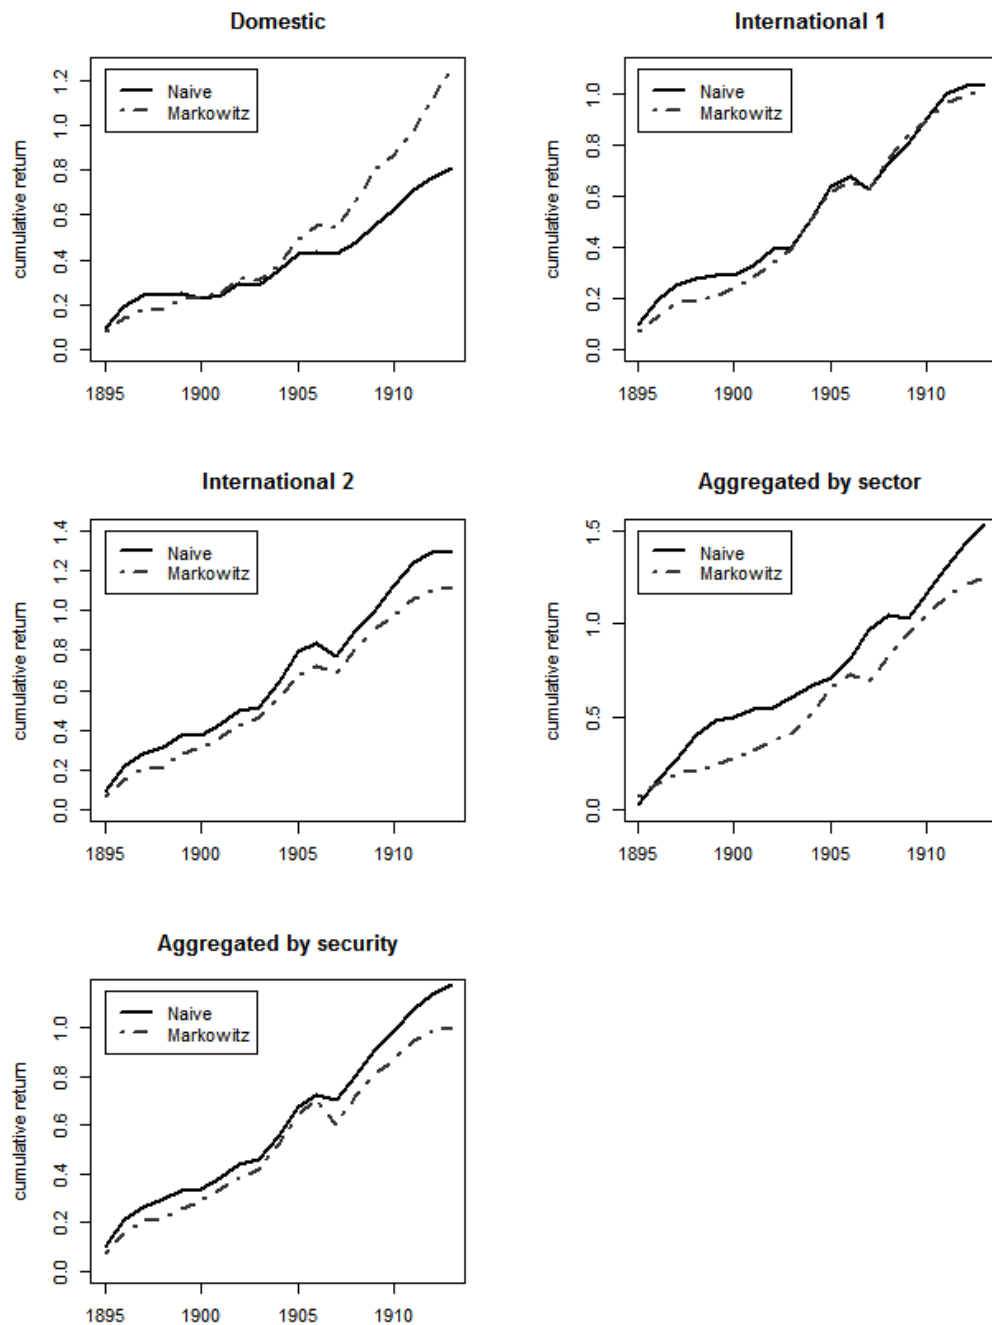 Domestic
Naive
Markowitz
cumulative return
0.0 0.2 0.4 0.6 0.8 1.0 1.2
1895 1900 1905 1910
International 1
Naive
Markowitz
cumulative return
0.0 0.2 0.4 0.6 0.8 1.0
1895 1900 1905 1910
International 2
Naive
Markowitz
cumulative return
0.0 0.2 0.4 0.6 0.8 1.0 1.2 1.4
1895 1900 1905 1910
Aggregated by sector
Naive
Markowitz
cumulative return
0.0 0.5 1.0 1.5
1895 1900 1905 1910
Aggregated by security
Naive
Markowitz
cumulative return
0.0 0.2 0.4 0.6 0.8 1.0
1895 1900 1905 1910